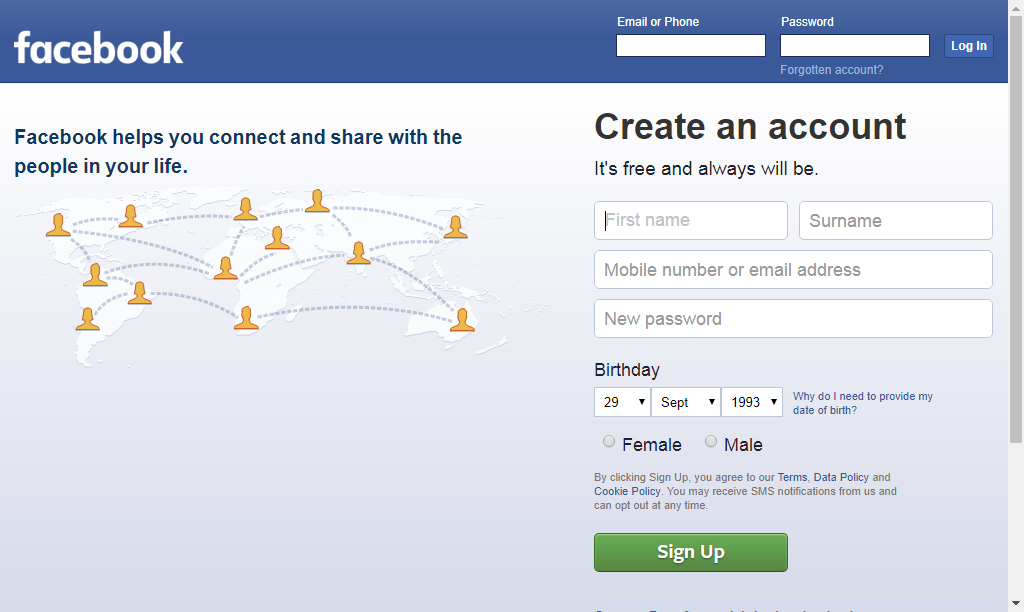 facebook
Email or Phone
Password
Log In
Forgotten account?
Facebook helps you connect and share with the
people in your life.
Create an account
It's free and always will be.
First name
Surname
Mobile number or email address
New password
Birthday
29
Sept
1993
Why do I need to provide my
date of birth?
Female
Male
By clicking Sign Up, you agree to our Terms, Data Policy and
Cookie Policy. You may receive SMS notifications from us and
can opt out at any time.
Sign Up